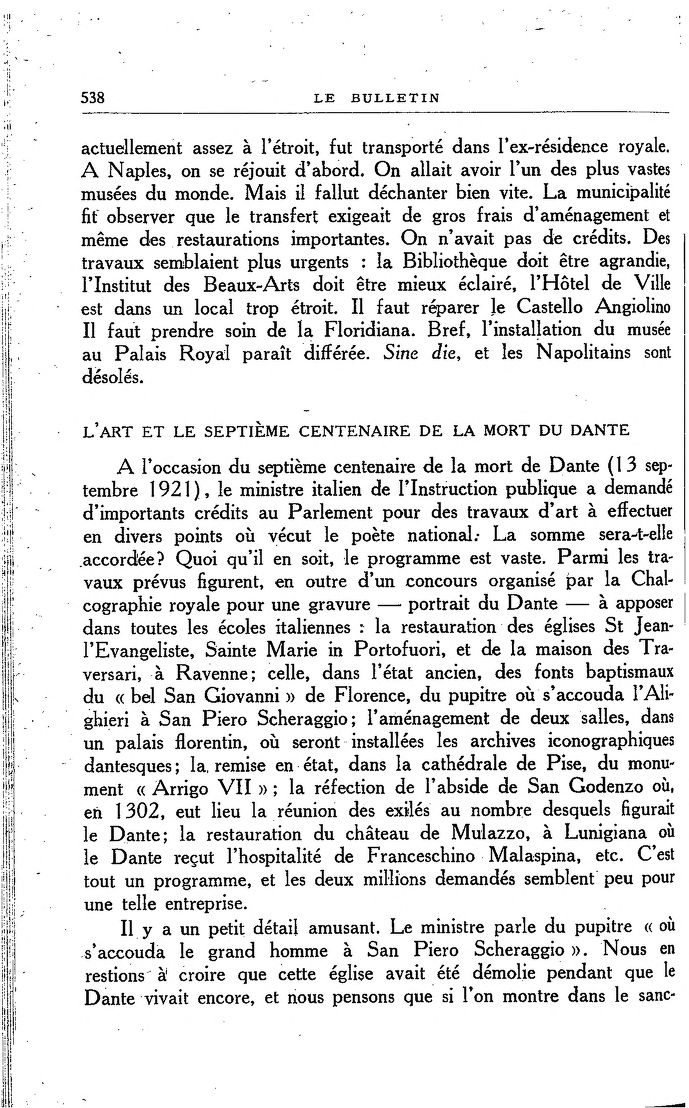 538 LE BULLETIN
actuellement assez à l'étroit, fut transporté dans l'ex-résidence royale.
A Naples, on se réjouit d'abord. On allait avoir l'un des plus vastes
musées du monde. Mais il fallut déchanter bien vite. La municipalité
fit observer que le transfert exigeait de gros frais d'aménagement et
même des restaurations importantes. On n'avait pas de crédits. Des
travaux semblaient plus urgents : la Bibliothèque doit être agrandie,
l'Institut des Beaux-Arts doit être mieux éclairé, l'Hôtel de Ville
est dans un local trop étroit. Il faut réparer le Castello Angiolino
Il faut prendre soin de la Floridiana. Bref, l'installation du musée
au Palais Royal paraît différée. Sine die, et les Napolitains sont
désolés.
L'ART ET LE SEPTIÈME CENTENAIRE DE LA MORT DU DANTE
A l'occasion du septième centenaire de la mort de Dante (13 sep-
tembre 1921), le ministre italien de l'Instruction publique a demandé
d'importants crédits au Parlement pour des travaux d'art à effectuer
en divers points où vécut le poète national. La somme sera-t-elle
accordée? Quoi qu'il en soit, le programme est vaste. Parmi les tra-
vaux prévus figurent, en outre d'un concours organisé par la Chal-
cographie royale pour une gravure — portrait du Dante — à apposer
dans toutes les écoles italiennes : la restauration des églises St Jean-
l'Evangeliste, Sainte Marie in Portofuori, et de la maison des Tra-
versari, à Ravenne; celle, dans l'état ancien, des fonts baptismaux
du « bel San Giovanni » de Florence, du pupitre où s'accouda l'Ali-
ghieri à San Piero Scheraggio; l'aménagement de deux salles, dans
un palais florentin, où seront installées les archives iconographiques
dantesques; la remise en état, dans la cathédrale de Pise, du monu-
ment « Arrigo VII »; la réfection de l'abside de San Godenzo où,
en 1302, eut lieu la réunion des exilés au nombre desquels figurait
le Dante; la restauration du château de Mulazzo, à Lunigiana où
le Dante reçut l'hospitalité de Franceschino Malaspina, etc. C'est
tout un programme, et les deux millions demandés semblent peu pour
une telle entreprise.
Il y a un petit détail amusant. Le ministre parle du pupitre « où
s'accouda le grand homme à San Piero Scheraggio ». Nous en
restions à croire que cette église avait été démolie pendant que le
Dante vivait encore, et nous pensons que si l'on montre dans le sanc-